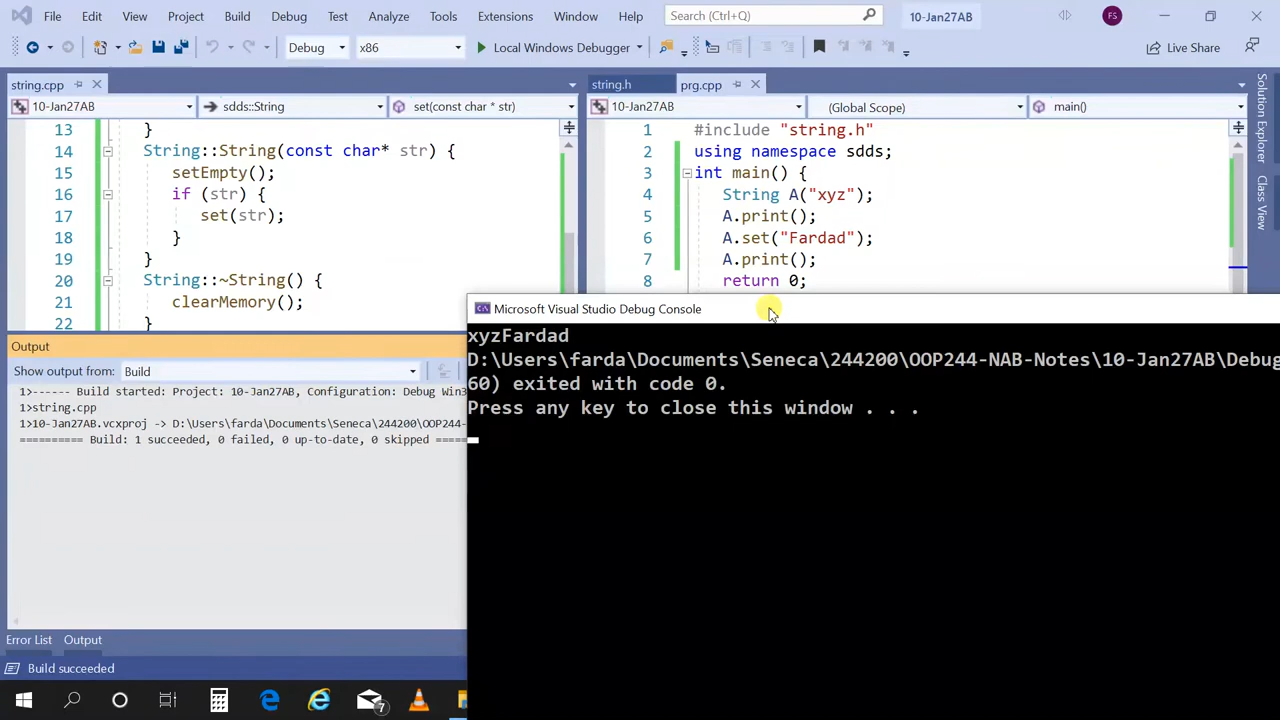 File Edit View Project Build Debug Test Analyze Tools Extensions Window Help Search (Ctrl+Q) 10-Jan27AB FS
Debug x86 Local Windows Debugger Live Share
string.cpp
10-Jan27AB sdds::String set(const char * str)
13 }
14 String::String(const char* str) {
15 setEmpty();
16 if (str) {
17 set(str);
18 }
19 }
20 String::~String() {
21 clearMemory();
22 }
string.h prg.cpp
10-Jan27AB (Global Scope) main()
1 #include "string.h"
2 using namespace sdds;
3 int main() {
4 String A("xyz");
5 A.print();
6 A.set("Fardad");
7 A.print();
8 return 0;
Solution Explorer
Class View
Output
Show output from: Build
1>------ Build started: Project: 10-Jan27AB, Configuration: Debug Win3
1>string.cpp
1>10-Jan27AB.vcxproj -> D:\Users\farda\Documents\Seneca\244200\OOP244-
========== Build: 1 succeeded, 0 failed, 0 up-to-date, 0 skipped =====
Microsoft Visual Studio Debug Console
xyzFardad
D:\Users\farda\Documents\Seneca\244200\OOP244-NAB-Notes\10-Jan27AB\Debug
60) exited with code 0.
Press any key to close this window . . .
Error List Output
Build succeeded
7